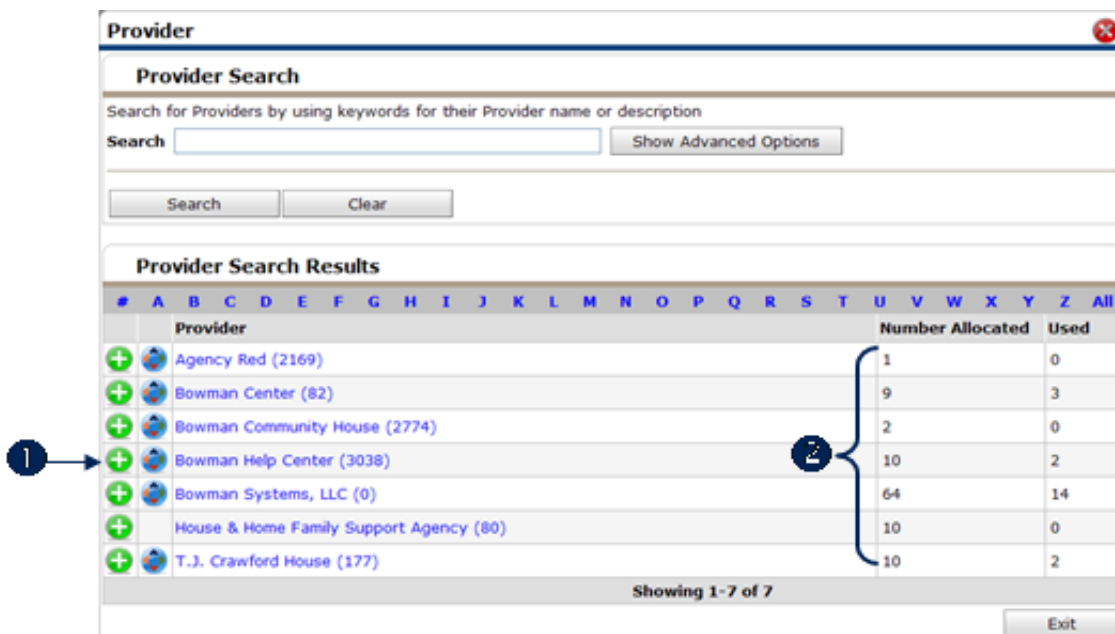 Provider
Provider Search
Search for Providers by using keywords for their Provider name or description
Search Show Advanced Options
Search Clear
Provider Search Results
# A B C D E F G H I J K L M N O P Q R S T U V W X Y Z All
Provider Number Allocated Used
Agency Red (2169) 1 0
Bowman Center (82) 9 3
Bowman Community House (2774) 2 0
1 Bowman Help Center (3038) 2 10 2
Bowman Systems, LLC (0) 64 14
House & Home Family Support Agency (80) 10 0
T.J. Crawford House (177) 10 2
Showing 1-7 of 7
Exit